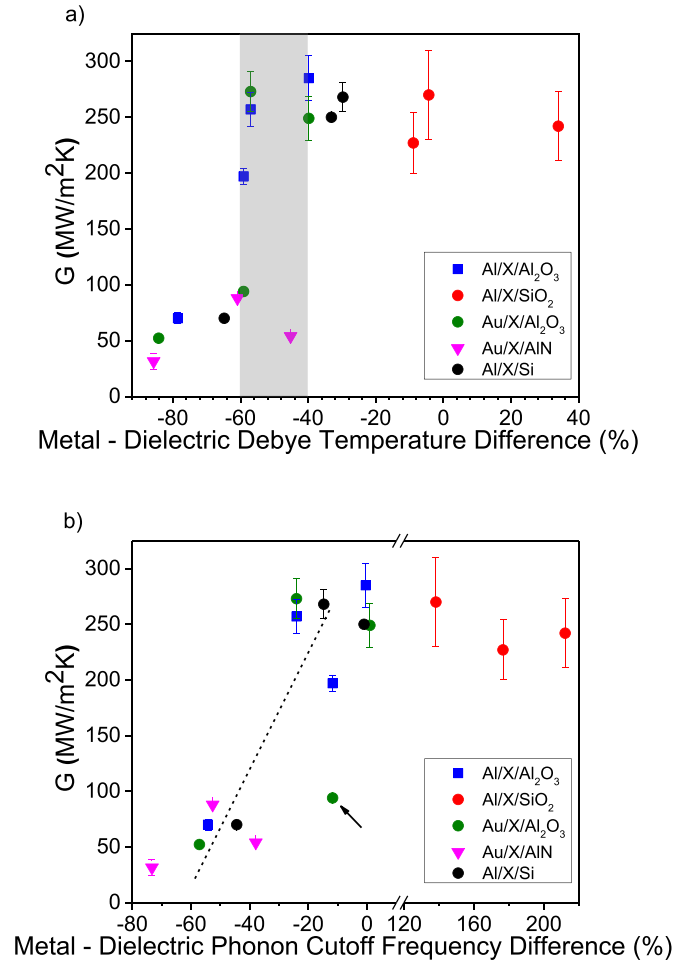 a)
300
250
200
150
100
50
0
G (MW/m²K)
Al/X/Al₂O₃
Al/X/SiO₂
Au/X/Al₂O₃
Au/X/AlN
Al/X/Si
-80 -60 -40 -20 0 20 40
Metal - Dielectric Debye Temperature Difference (%)
b)
300
250
200
150
100
50
0
G (MW/m²K)
Al/X/Al₂O₃
Al/X/SiO₂
Au/X/Al₂O₃
Au/X/AlN
Al/X/Si
-80 -60 -40 -20 0 120 160 200
Metal - Dielectric Phonon Cutoff Frequency Difference (%)